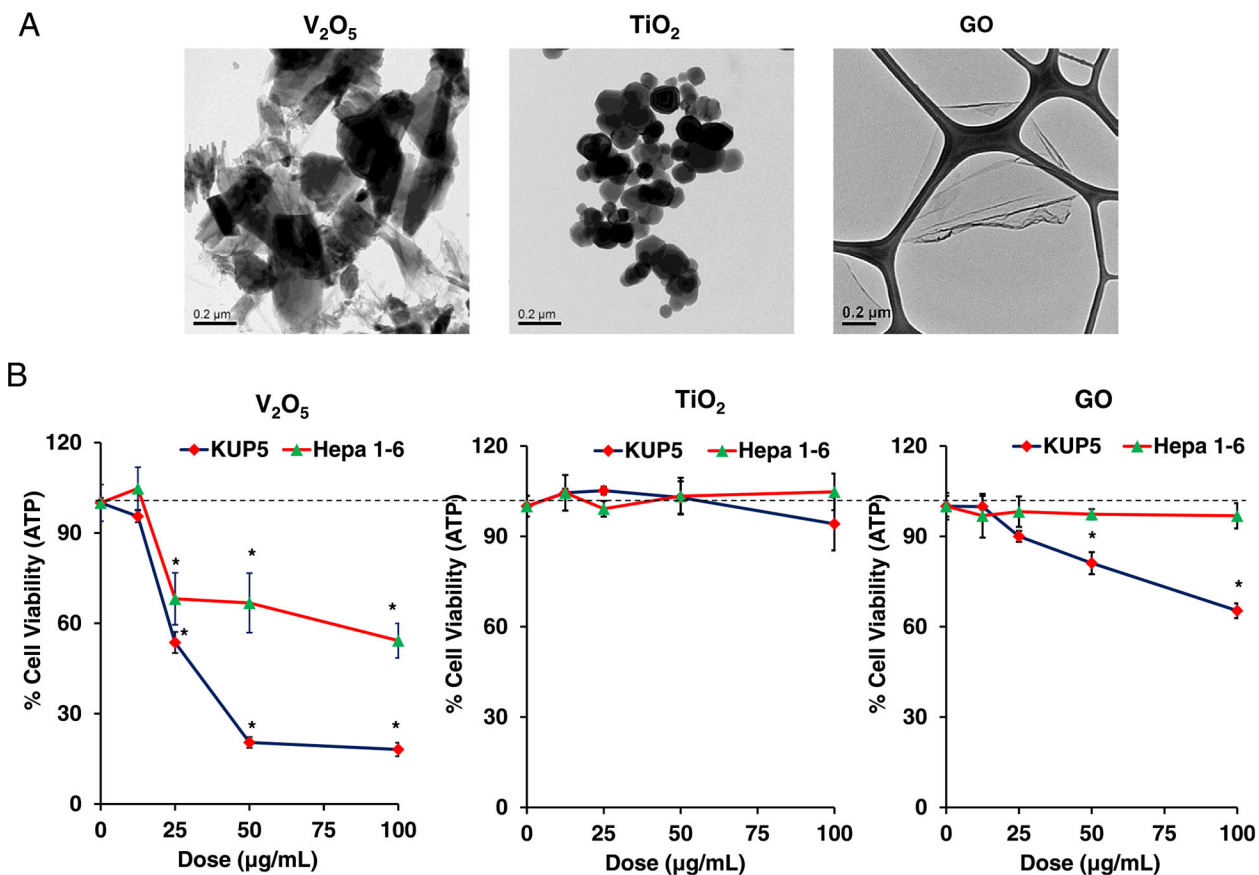 A
V₂O₅ TiO₂ GO
0.2 µm 0.2 µm 0.2 µm
B
V₂O₅
KUP5 Hepa 1-6
% Cell Viability (ATP)
120
90
60
30
0
* * * * * *
0 25 50 75 100
Dose (µg/mL)
TiO₂
KUP5 Hepa 1-6
% Cell Viability (ATP)
120
90
60
30
0
0 25 50 75 100
Dose (µg/mL)
GO
KUP5 Hepa 1-6
% Cell Viability (ATP)
120
90
60
30
0
* *
0 25 50 75 100
Dose (µg/mL)